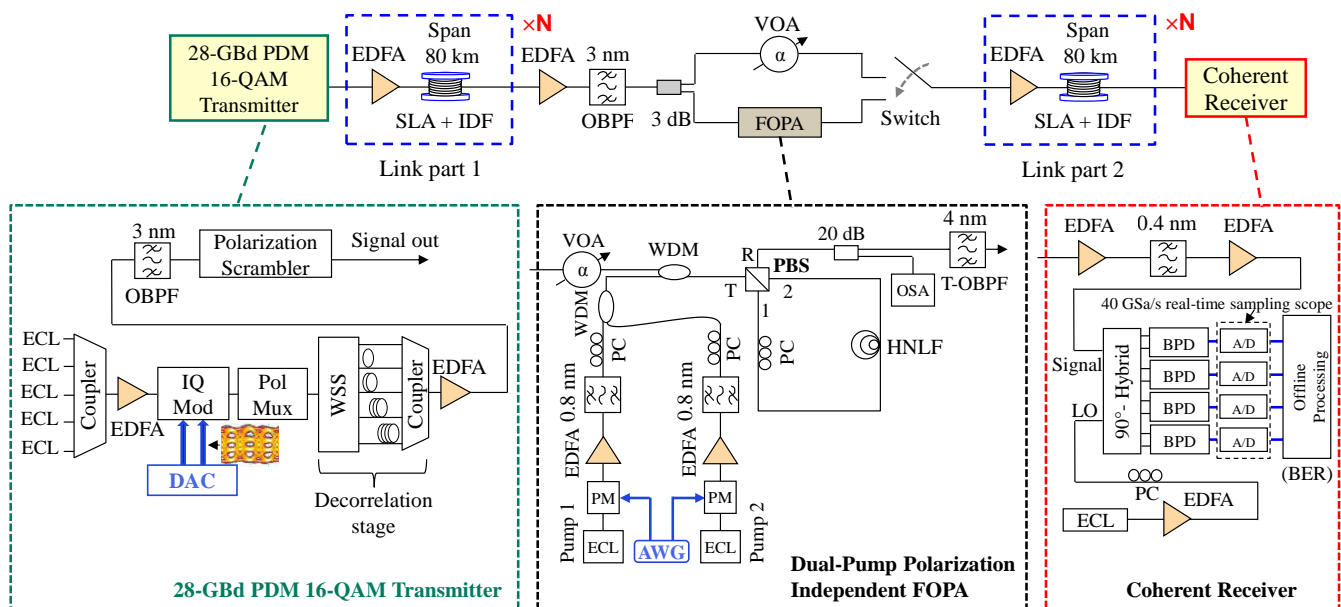 28-GBd PDM
16-QAM
Transmitter
EDFA
Span
80 km
SLA + IDF
×N
Link part 1
EDFA
3 nm
OBPF
3 dB
VOA
α
FOPA
Switch
EDFA
Span
80 km
SLA + IDF
×N
Link part 2
Coherent
Receiver
3 nm
OBPF
Polarization
Scrambler
Signal out
ECL
ECL
ECL
ECL
ECL
Coupler
EDFA
IQ
Mod
Pol
Mux
DAC
WSS
Coupler
EDFA
Decorrelation
stage
28-GBd PDM 16-QAM Transmitter
VOA
α
WDM
WDM
R
T
PBS
2
1
20 dB
OSA
4 nm
T-OBPF
PC
PC
PC
HNLF
0.8 nm
0.8 nm
EDFA
EDFA
PM
PM
Pump 1
Pump 2
ECL
AWG
ECL
Dual-Pump Polarization
Independent FOPA
EDFA
0.4 nm
EDFA
40 GSa/s real-time sampling scope
Signal
LO
90°- Hybrid
BPD
BPD
BPD
BPD
A/D
A/D
A/D
A/D
Offline
Processing
(BER)
PC
ECL
EDFA
Coherent Receiver